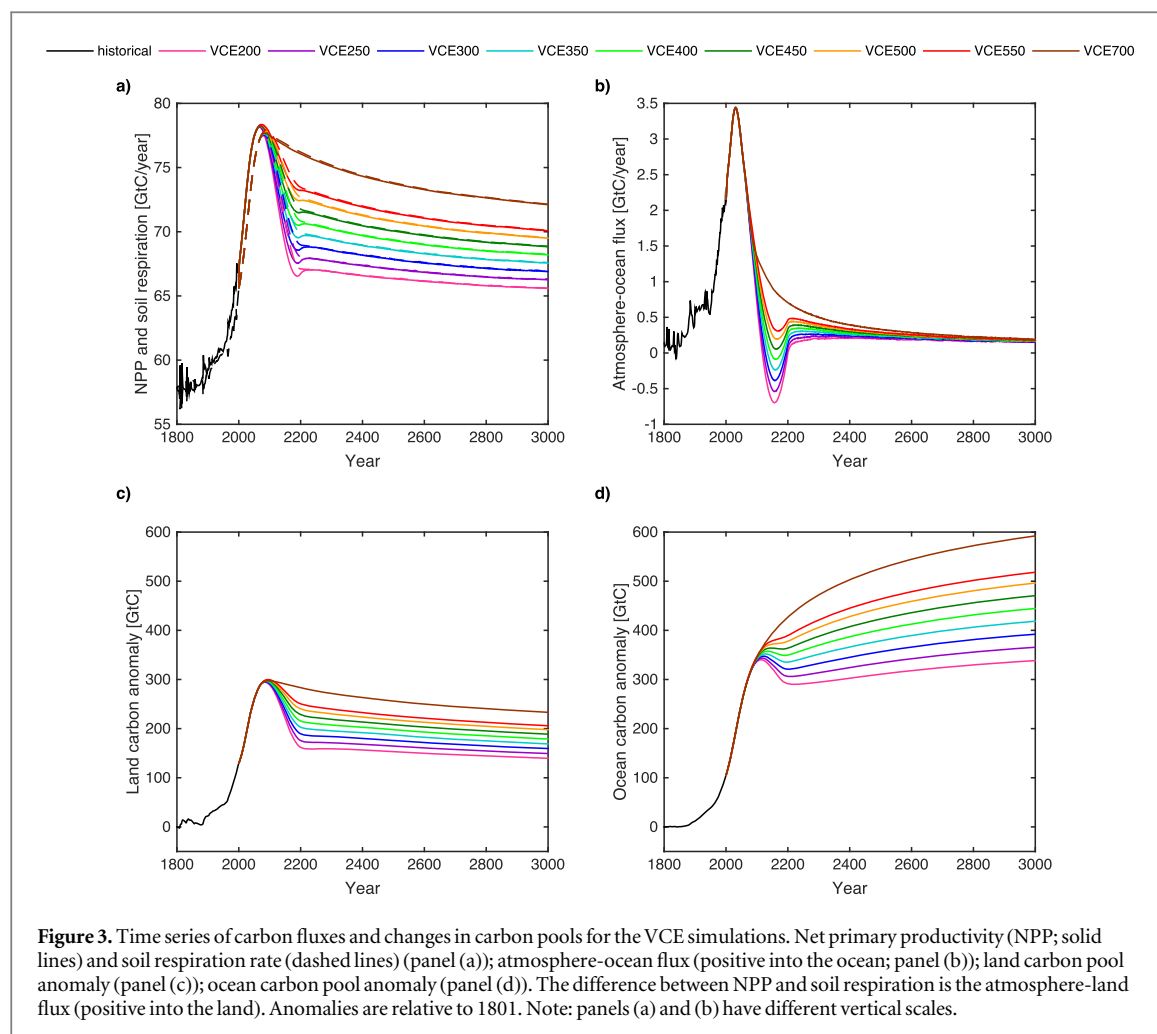 historical VCE200 VCE250 VCE300 VCE350 VCE400 VCE450 VCE500 VCE550 VCE700
a)
NPP and soil respiration [GtC/year]
80
75
70
65
60
55
1800 2000 2200 2400 2600 2800 3000
Year
b)
Atmosphere-ocean flux [GtC/year]
3.5
3
2.5
2
1.5
1
0.5
0
-0.5
-1
1800 2000 2200 2400 2600 2800 3000
Year
c)
Land carbon anomaly [GtC]
600
500
400
300
200
100
0
1800 2000 2200 2400 2600 2800 3000
Year
d)
Ocean carbon anomaly [GtC]
600
500
400
300
200
100
0
1800 2000 2200 2400 2600 2800 3000
Year
Figure 3. Time series of carbon fluxes and changes in carbon pools for the VCE simulations. Net primary productivity (NPP; solid
lines) and soil respiration rate (dashed lines) (panel (a)); atmosphere-ocean flux (positive into the ocean; panel (b)); land carbon pool
anomaly (panel (c)); ocean carbon pool anomaly (panel (d)). The difference between NPP and soil respiration is the atmosphere-land
flux (positive into the land). Anomalies are relative to 1801. Note: panels (a) and (b) have different vertical scales.